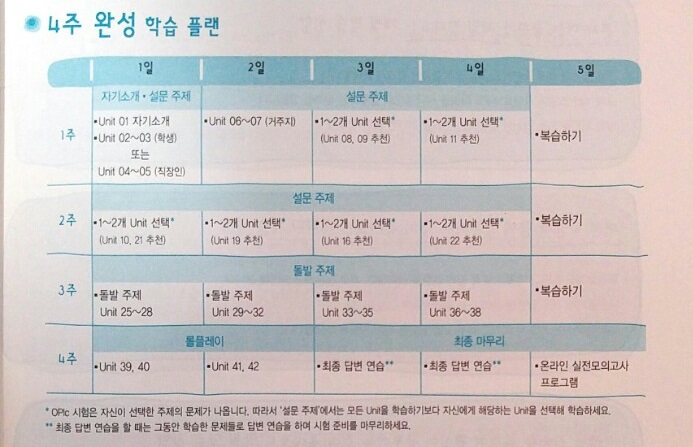 4주 완성 학습 플랜
1일 2일 3일 4일 5일
자기소개・설문 주제 설문 주제
1주
•Unit 01 자기소개
•Unit 02~03 (학생)
또는
Unit 04~05 (직장인)
•Unit 06~07 (거주지)
•1~2개 Unit 선택*
(Unit 08, 09 추천)
•1~2개 Unit 선택*
(Unit 11 추천)
•복습하기
설문 주제
2주
•1~2개 Unit 선택*
(Unit 10, 21 추천)
•1~2개 Unit 선택*
(Unit 19 추천)
•1~2개 Unit 선택*
(Unit 16 추천)
•1~2개 Unit 선택*
(Unit 22 추천)
•복습하기
돌발 주제
3주
•돌발 주제
Unit 25~28
•돌발 주제
Unit 29~32
•돌발 주제
Unit 33~35
•돌발 주제
Unit 36~38
•복습하기
롤플레이 최종 마무리
4주
•Unit 39, 40
•Unit 41, 42
•최종 답변 연습**
•최종 답변 연습**
•온라인 실전모의고사
프로그램
* OPIc 시험은 자신이 선택한 주제의 문제가 나옵니다. 따라서 '설문 주제'에서는 모든 Unit을 학습하기보다 자신에게 해당하는 Unit을 선택해 학습하세요.
** 최종 답변 연습을 할 때는 그동안 학습한 문제들로 답변 연습을 하며 시험 준비를 마무리하세요.